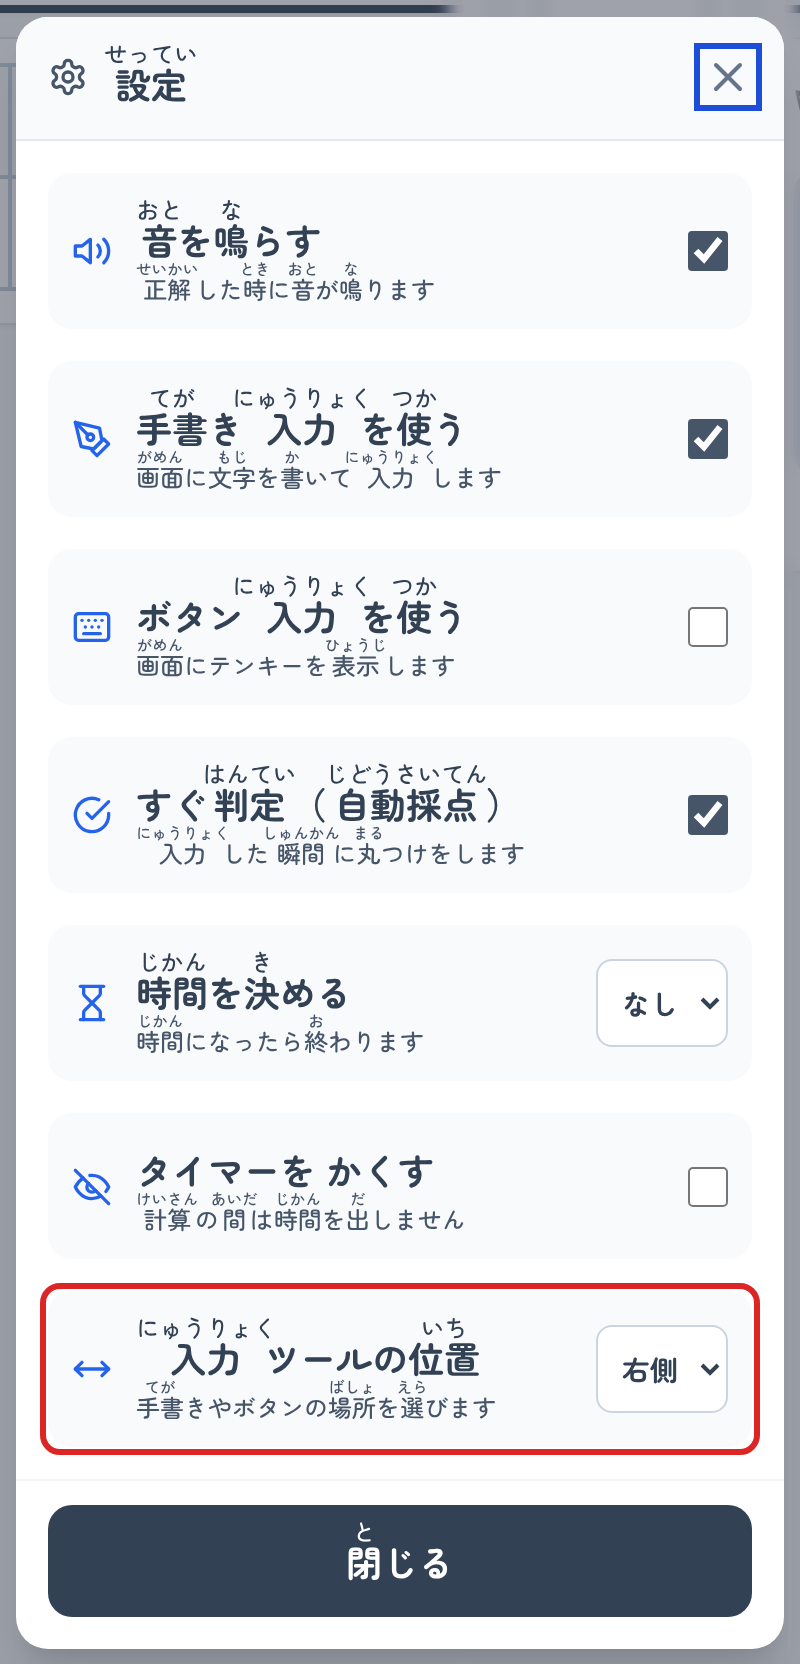 せってい
設定
おと な
音を鳴らす
せいかい とき おと な
正解した時に音が鳴ります
てが にゅうりょく つか
手書き入力を使う
がめん もじ か にゅうりょく
画面に文字を書いて入力します
にゅうりょく つか
ボタン入力を使う
がめん ひょうじ
画面にテンキーを表示します
はんてい じどうさいてん
すぐ判定（自動採点）
にゅうりょく しゅんかん まる
入力した瞬間に丸つけをします
じかん き
時間を決める
なし
じかん お
時間になったら終わります
タイマーを かくす
けいさん あいだ じかん だ
計算の間は時間を出しません
にゅうりょく いち
入力ツールの位置
右側
てが ばしょ えら
手書きやボタンの場所を選びます
と
閉じる